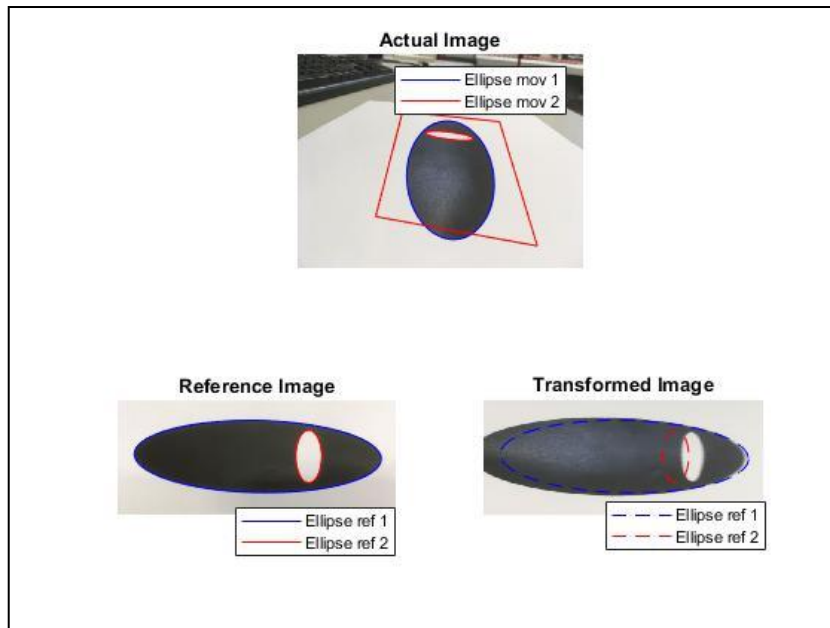 Actual Image
Ellipse mov 1
Ellipse mov 2
Reference Image
Ellipse ref 1
Ellipse ref 2
Transformed Image
Ellipse ref 1
Ellipse ref 2